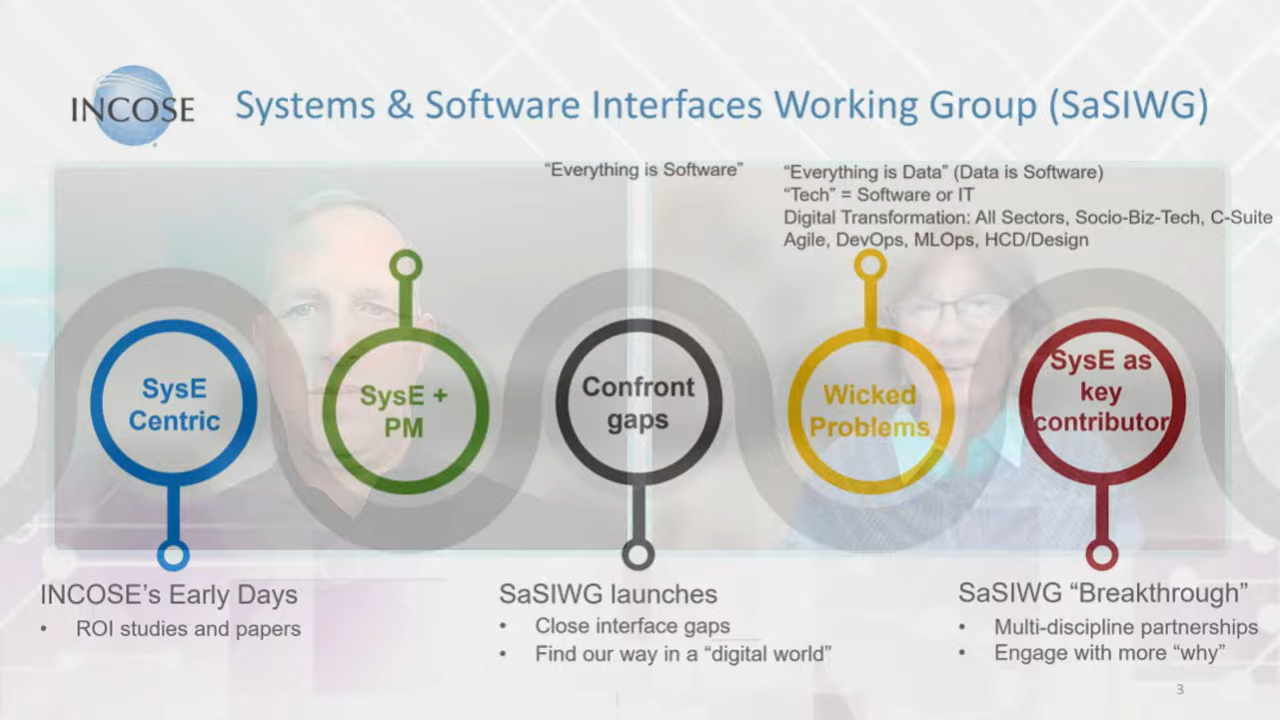 INCOSE
Systems & Software Interfaces Working Group (SaSIWG)
“Everything is Software”
“Everything is Data” (Data is Software)
“Tech” = Software or IT
Digital Transformation: All Sectors, Socio-Biz-Tech, C-Suite
Agile, DevOps, MLOps, HCD/Design
SysE
Centric
SysE +
PM
Confront
gaps
Wicked
Problems
SysE as
key
contributor
INCOSE’s Early Days
• ROI studies and papers
SaSIWG launches
• Close interface gaps
• Find our way in a “digital world”
SaSIWG “Breakthrough”
• Multi-discipline partnerships
• Engage with more “why”
3